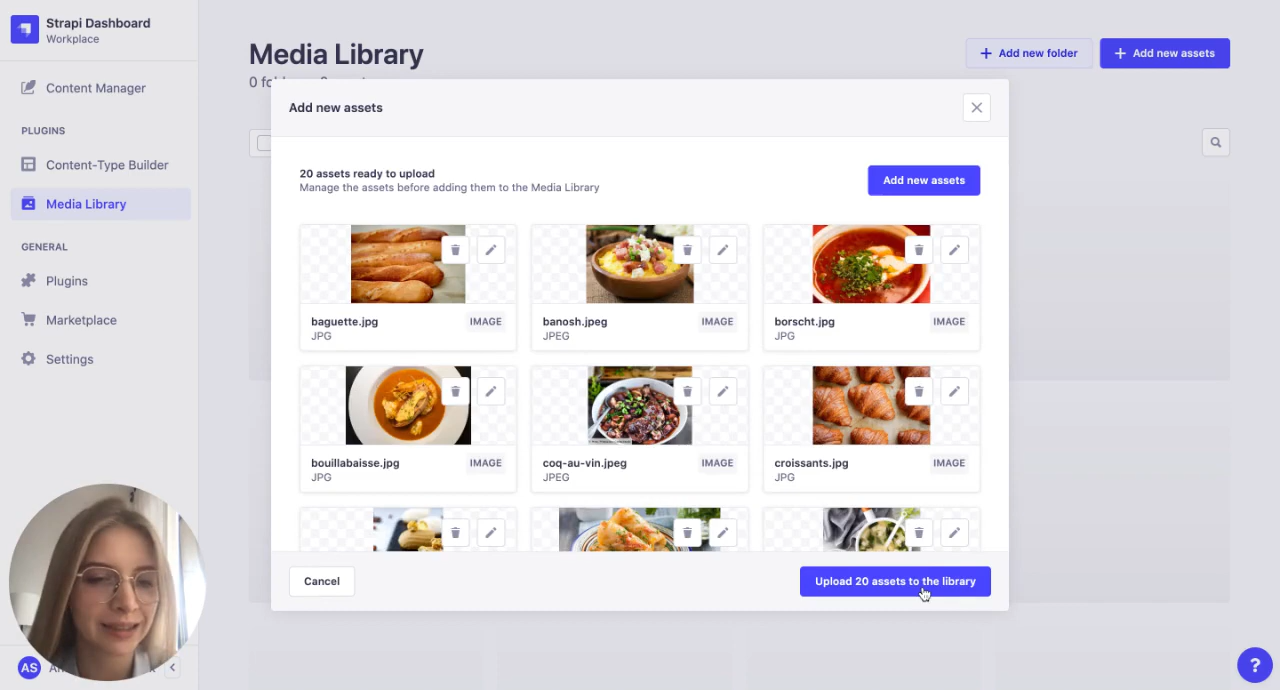 Strapi Dashboard
Workplace
Content Manager
PLUGINS
Content-Type Builder
Media Library
GENERAL
Plugins
Marketplace
Settings
AS
Media Library
Add new folder
Add new assets
Add new assets
20 assets ready to upload
Manage the assets before adding them to the Media Library
Add new assets
baguette.jpg
IMAGE
JPG
banosh.jpeg
IMAGE
JPEG
borscht.jpg
IMAGE
JPG
bouillabaisse.jpg
IMAGE
JPG
coq-au-vin.jpeg
IMAGE
JPEG
croissants.jpg
IMAGE
JPG
Cancel
Upload 20 assets to the library
?